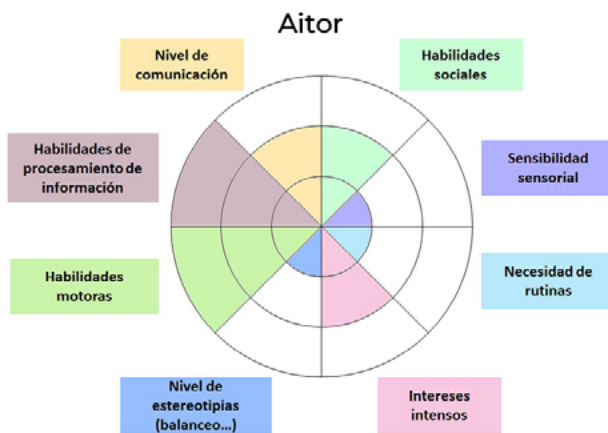 Aitor
Nivel de
comunicación
Habilidades
sociales
Habilidades de
procesamiento de
información
Sensibilidad
sensorial
Habilidades
motoras
Necesidad de
rutinas
Nivel de
estereotipias
(balanceo...)
Intereses
intensos